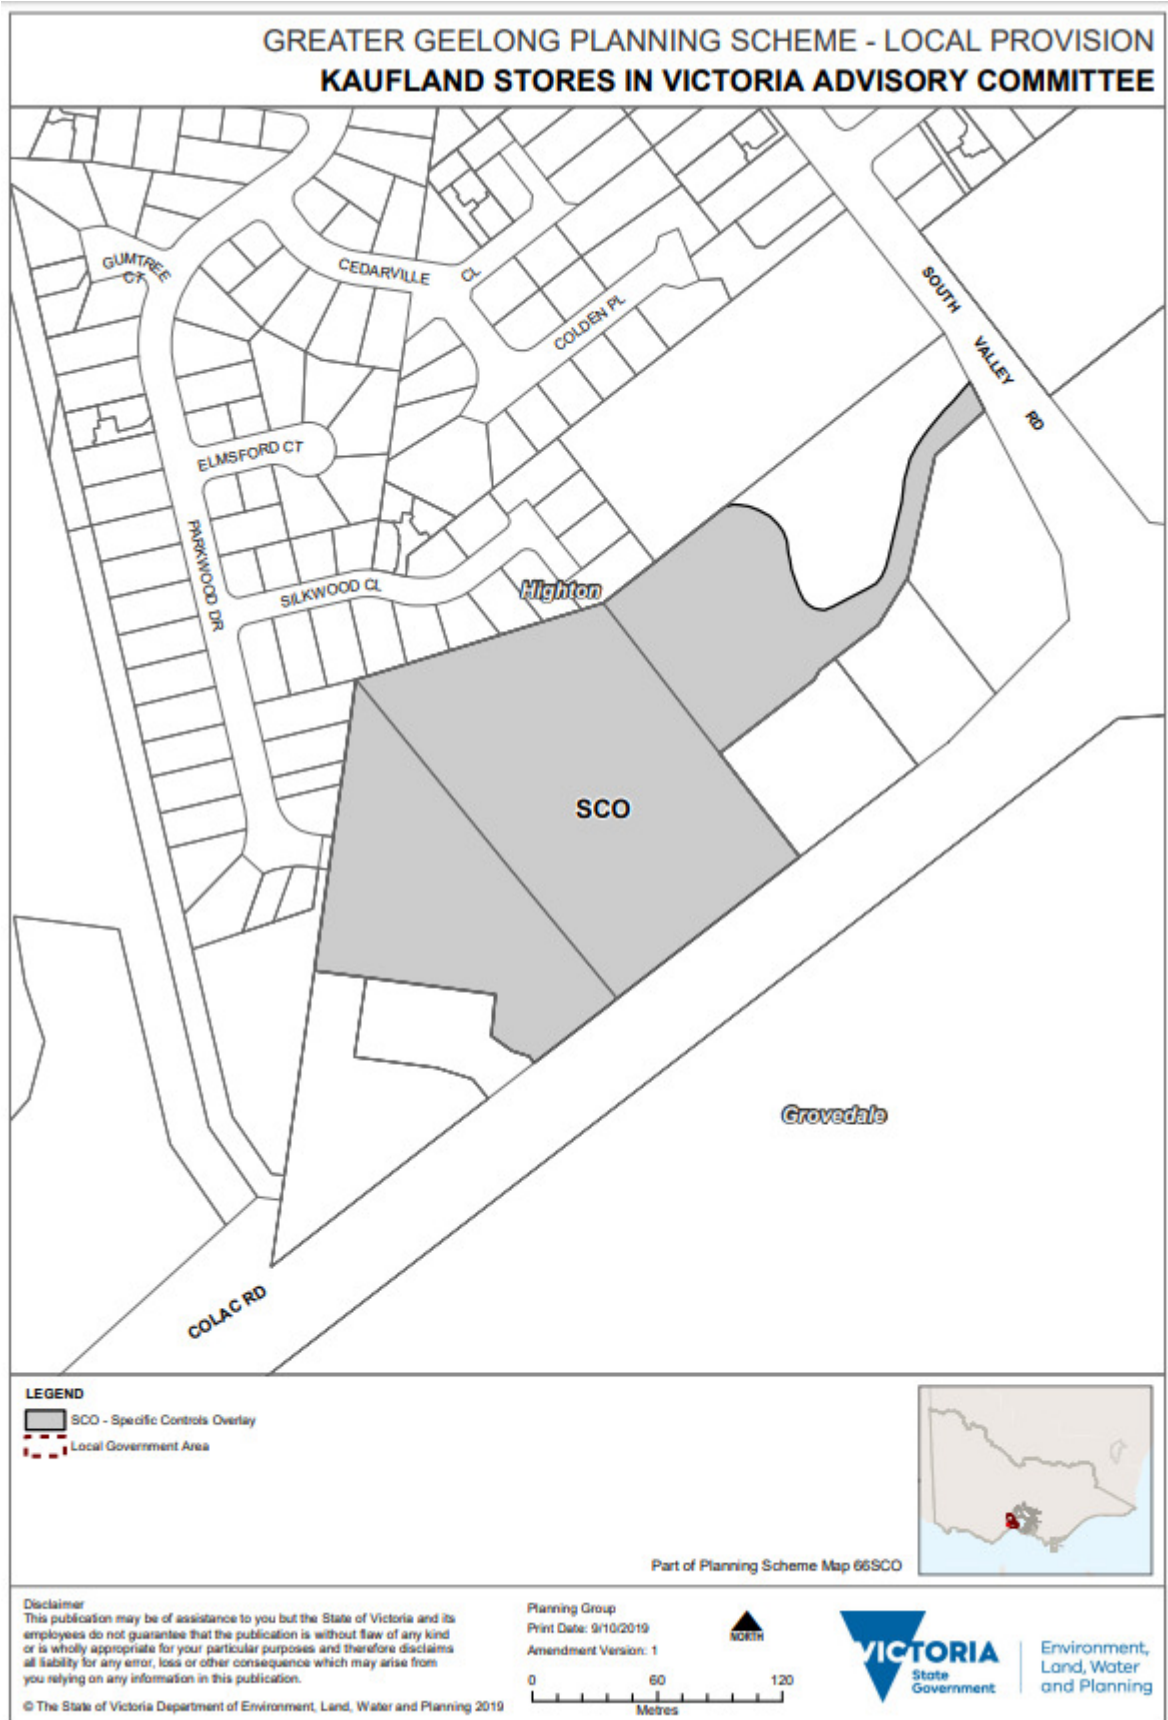 GREATER GEELONG PLANNING SCHEME - LOCAL PROVISION
KAUFLAND STORES IN VICTORIA ADVISORY COMMITTEE
GUMTREE
CT
CEDARVILLE CL
COLDEN PL
SOUTH VALLEY RD
ELMSFORD CT
PARKWOOD DR
SILKWOOD CL
Highton
SCO
Grovedale
COLAC RD
LEGEND
SCO - Specific Controls Overlay
Local Government Area
Part of Planning Scheme Map 66SCO
Disclaimer
This publication may be of assistance to you but the State of Victoria and its
employees do not guarantee that the publication is without flaw of any kind
or is wholly appropriate for your particular purposes and therefore disclaims
all liability for any error, loss or other consequence which may arise from
you relying on any information in this publication.
© The State of Victoria Department of Environment, Land, Water and Planning 2019
Planning Group
Print Date: 9/10/2019
Amendment Version: 1
NORTH
0 60 120
Metres
VICTORIA
State
Government
Environment,
Land, Water
and Planning